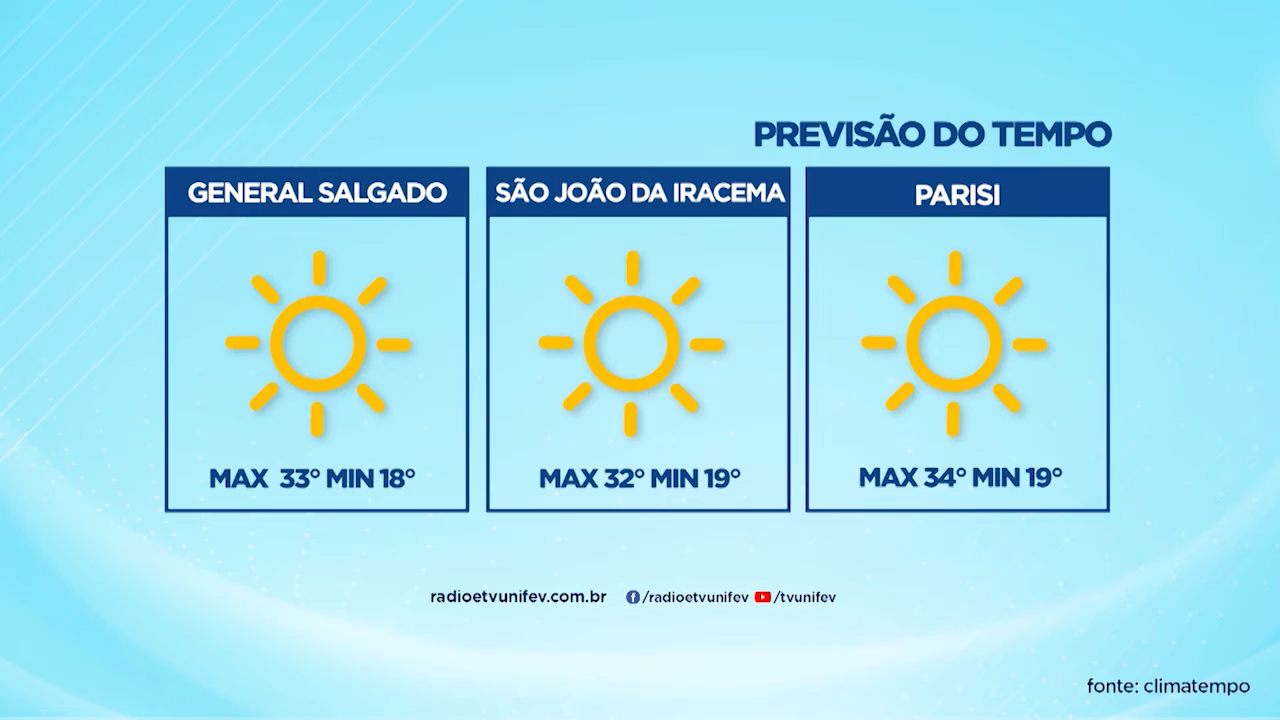 PREVISÃO DO TEMPO
GENERAL SALGADO
MAX 33° MIN 18°
SÃO JOÃO DA IRACEMA
MAX 32° MIN 19°
PARISI
MAX 34° MIN 19°
radioetvunifev.com.br /radioetvunifev /tvunifev
fonte: climatempo